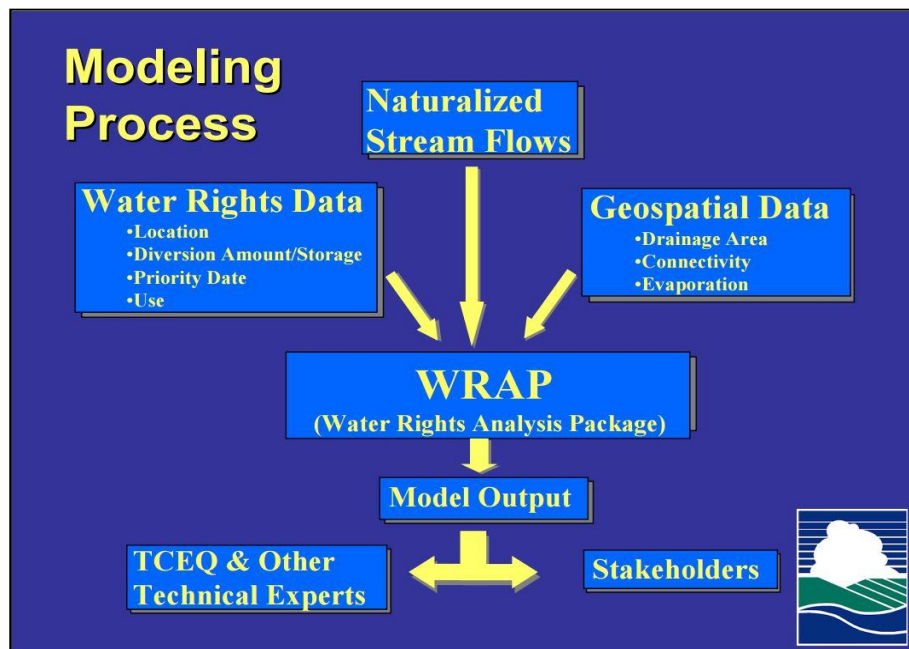 Modeling
Process
Naturalized
Stream Flows
Water Rights Data
•Location
•Diversion Amount/Storage
•Priority Date
•Use
Geospatial Data
•Drainage Area
•Connectivity
•Evaporation
WRAP
(Water Rights Analysis Package)
Model Output
TCEQ & Other
Technical Experts
Stakeholders